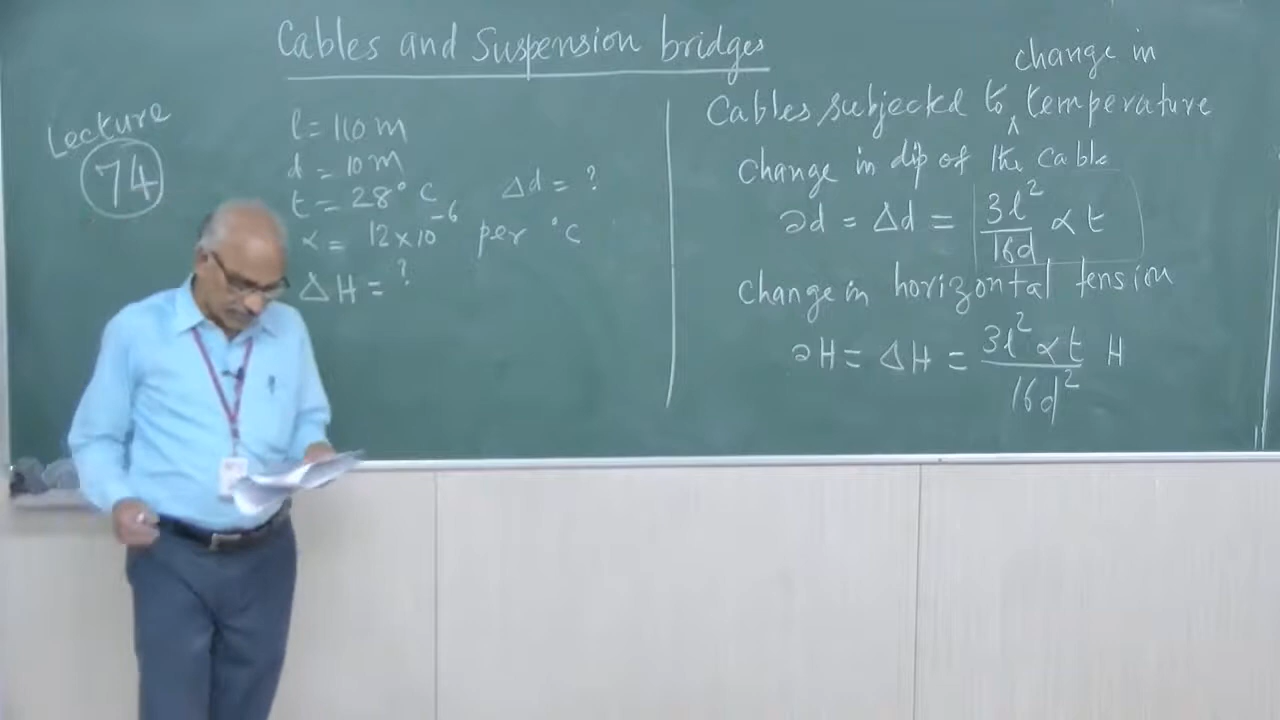 Cables and Suspension bridges
Lecture
74
l = 110 m
d = 10 m
t = 28° C
Δd = ?
α = 12 × 10⁻⁶ per °C
ΔH = ?
change in
Cables subjected to ‸ temperature
Change in dip of the cable
∂d = Δd = 3l²/16d α t
Change in horizontal tension
∂H = ΔH = 3l² α t/16d² H